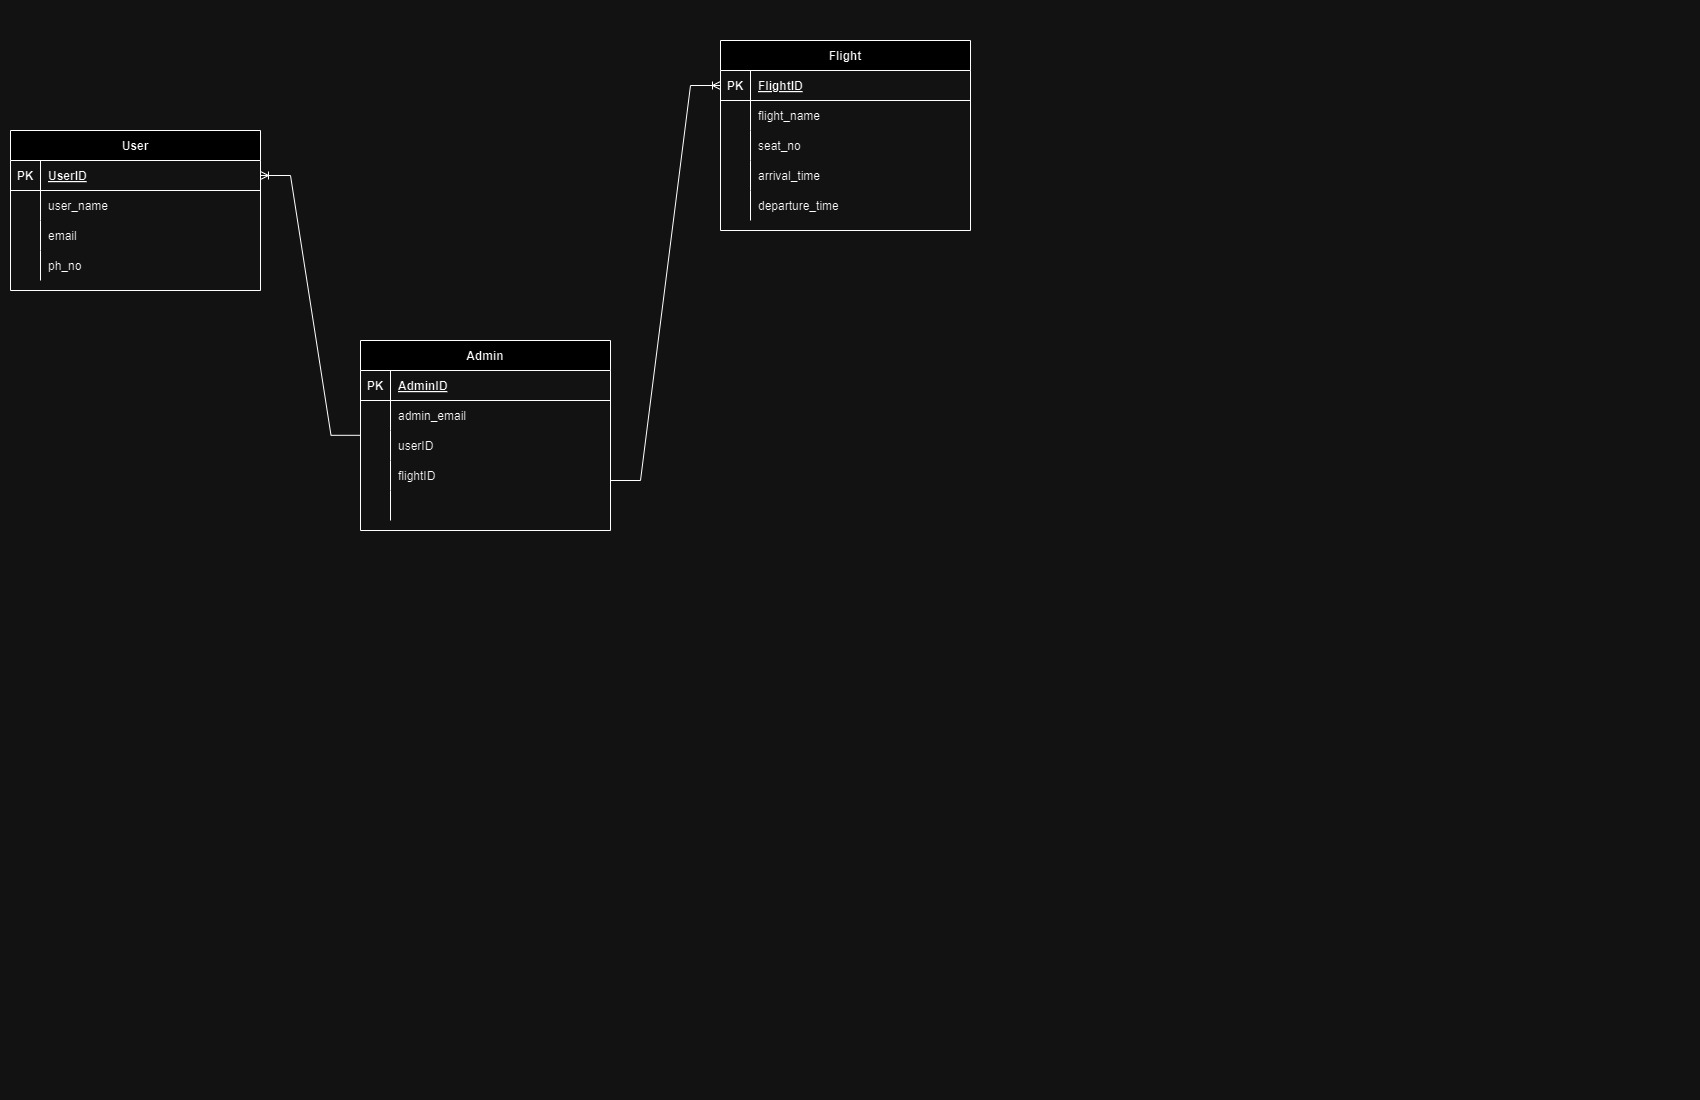 Flight
PK FlightID
flight_name
seat_no
arrival_time
departure_time
User
PK UserID
user_name
email
ph_no
Admin
PK AdminID
admin_email
userID
flightID